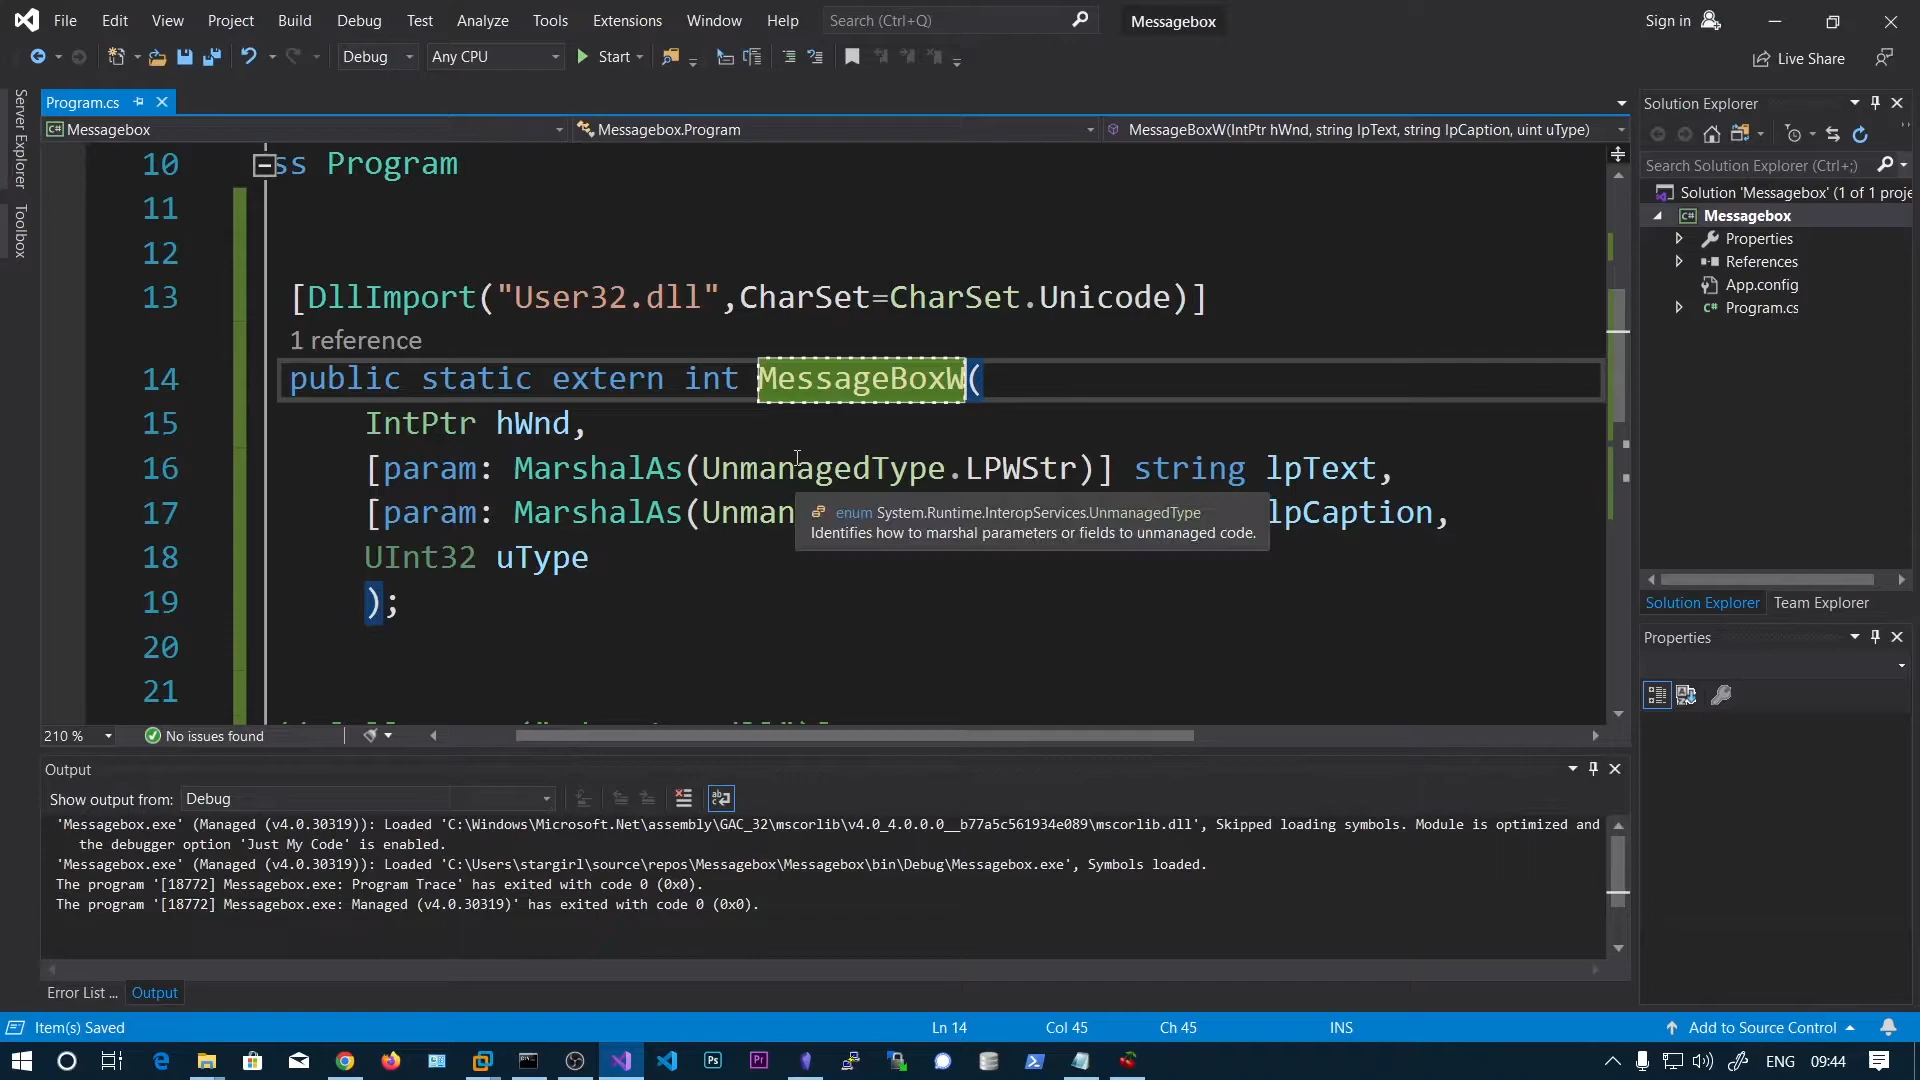 File Edit View Project Build Debug Test Analyze Tools Extensions Window Help Search (Ctrl+Q) Messagebox Sign in
Debug Any CPU Start Live Share
Server Explorer
Toolbox
Program.cs
Messagebox Messagebox.Program MessageBoxW(IntPtr hWnd, string lpText, string lpCaption, uint uType)
10 ss Program
11
12
13 [DllImport("User32.dll",CharSet=CharSet.Unicode)]
1 reference
14 public static extern int MessageBoxW(
15 IntPtr hWnd,
16 [param: MarshalAs(UnmanagedType.LPWStr)] string lpText,
17 [param: MarshalAs(Unman lpCaption,
enum System.Runtime.InteropServices.UnmanagedType
Identifies how to marshal parameters or fields to unmanaged code.
18 UInt32 uType
19 );
20
21
210 % No issues found
Solution Explorer
Search Solution Explorer (Ctrl+;)
Solution 'Messagebox' (1 of 1 proje
C# Messagebox
Properties
References
App.config
C# Program.cs
Solution Explorer Team Explorer
Properties
Output
Show output from: Debug
'Messagebox.exe' (Managed (v4.0.30319)): Loaded 'C:\Windows\Microsoft.Net\assembly\GAC_32\mscorlib\v4.0_4.0.0.0__b77a5c561934e089\mscorlib.dll', Skipped loading symbols. Module is optimized and
the debugger option 'Just My Code' is enabled.
'Messagebox.exe' (Managed (v4.0.30319)): Loaded 'C:\Users\stargirl\source\repos\Messagebox\Messagebox\bin\Debug\Messagebox.exe', Symbols loaded.
The program '[18772] Messagebox.exe: Program Trace' has exited with code 0 (0x0).
The program '[18772] Messagebox.exe: Managed (v4.0.30319)' has exited with code 0 (0x0).
Error List ... Output
Item(s) Saved Ln 14 Col 45 Ch 45 INS Add to Source Control
Ps Pr ENG 09:44